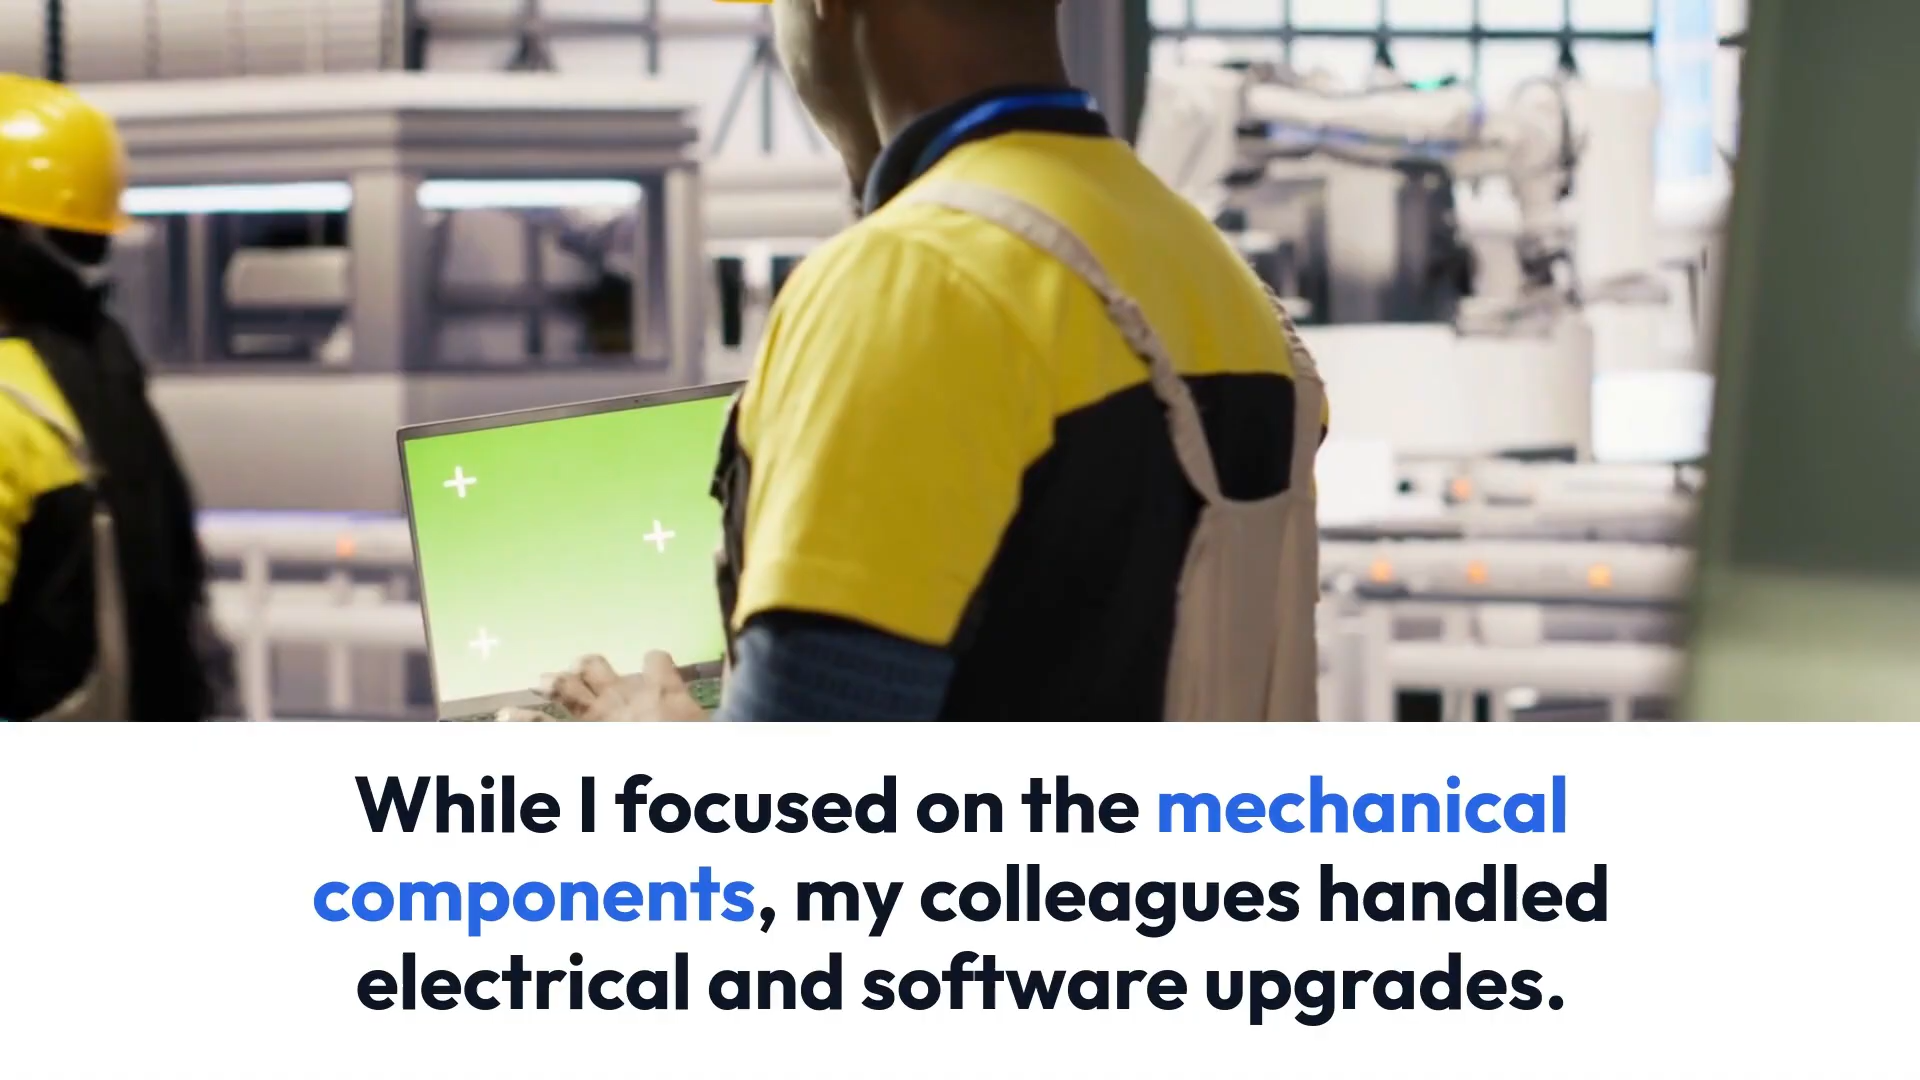 While I focused on the mechanical
components, my colleagues handled
electrical and software upgrades.